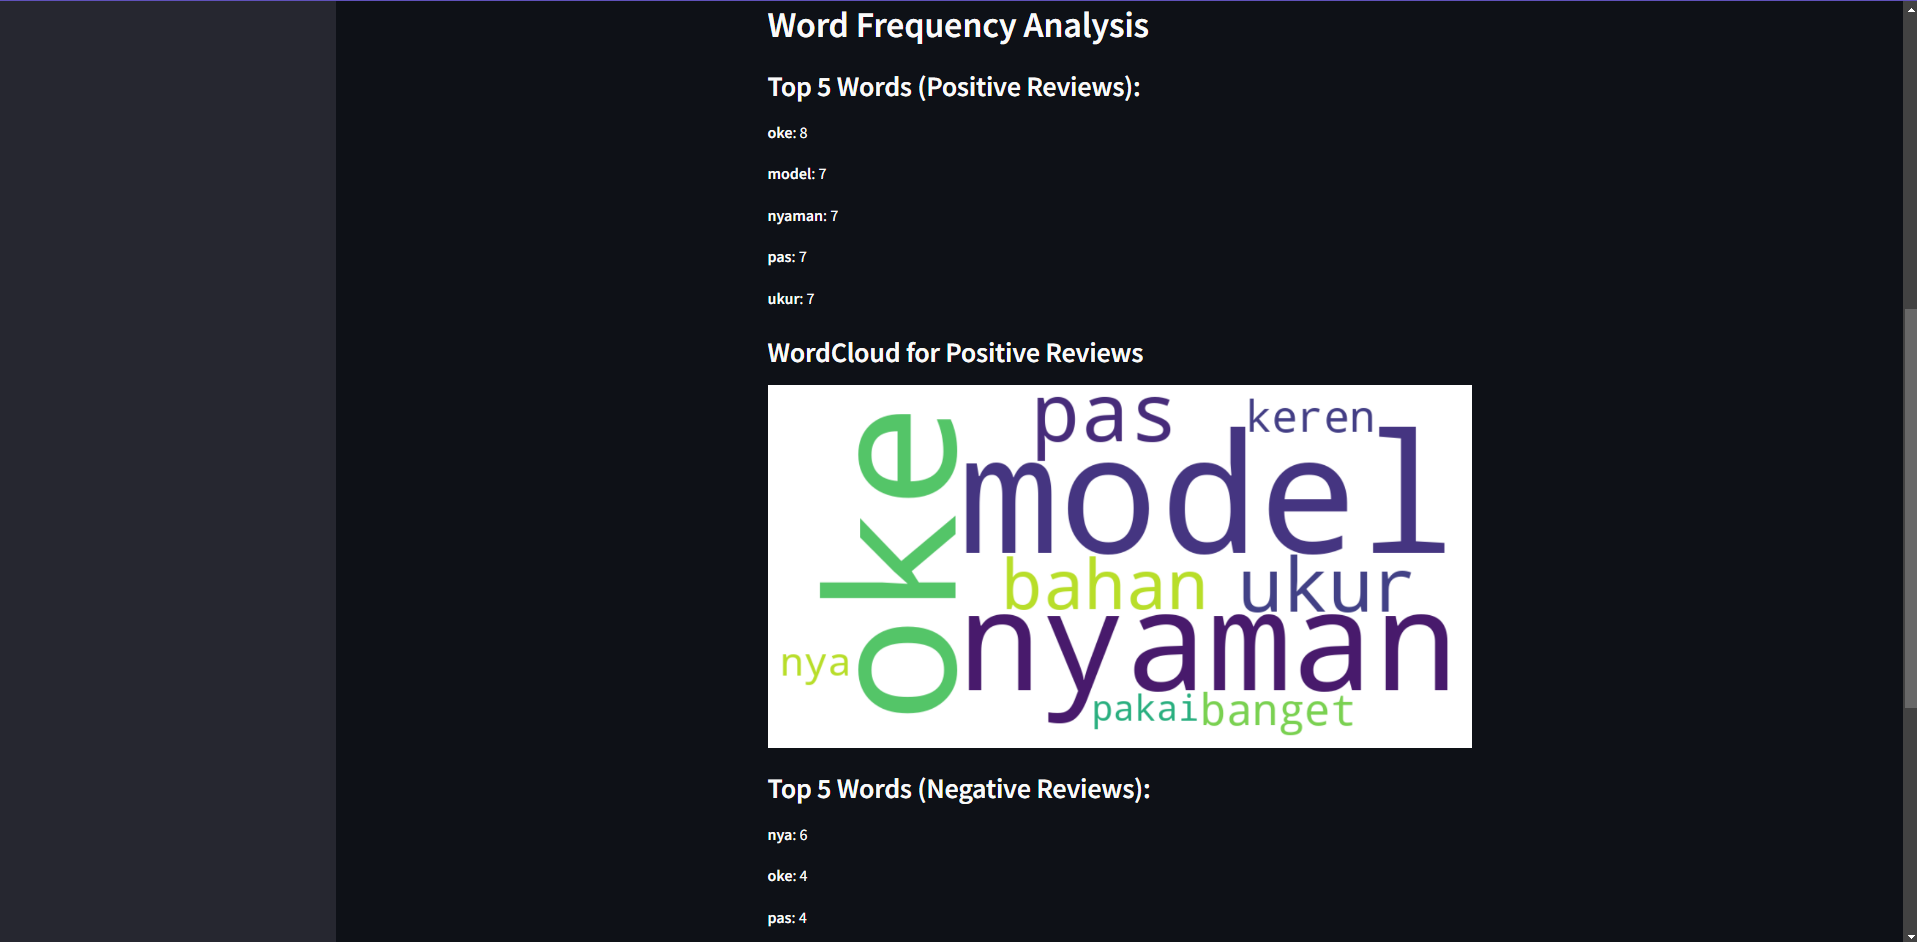 Word Frequency Analysis
Top 5 Words (Positive Reviews):
oke: 8
model: 7
nyaman: 7
pas: 7
ukur: 7
WordCloud for Positive Reviews
pas
keren
oke
model
bahan
ukur
nyaman
nya
pakai
banget
Top 5 Words (Negative Reviews):
nya: 6
oke: 4
pas: 4